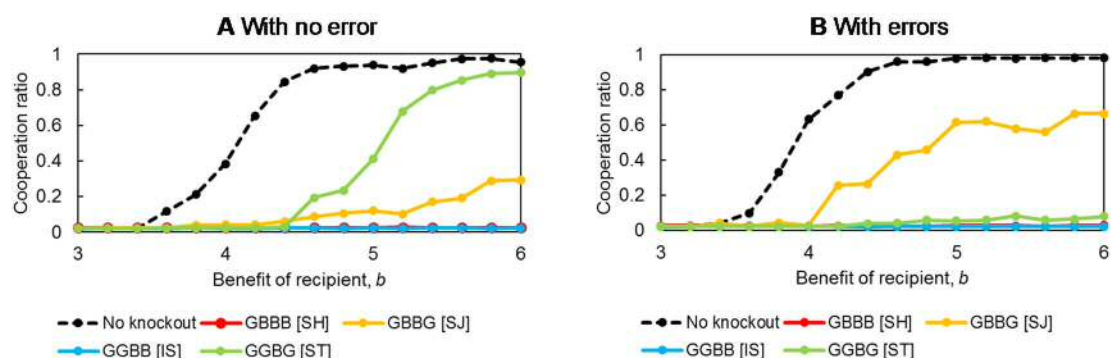 A With no error
Cooperation ratio
1
0.8
0.6
0.4
0.2
0
3 4 5 6
Benefit of recipient, b
No knockout GBBB [SH] GBBG [SJ]
GGBB [IS] GGBG [ST]
B With errors
Cooperation ratio
1
0.8
0.6
0.4
0.2
0
3 4 5 6
Benefit of recipient, b
No knockout GBBB [SH] GBBG [SJ]
GGBB [IS] GGBG [ST]